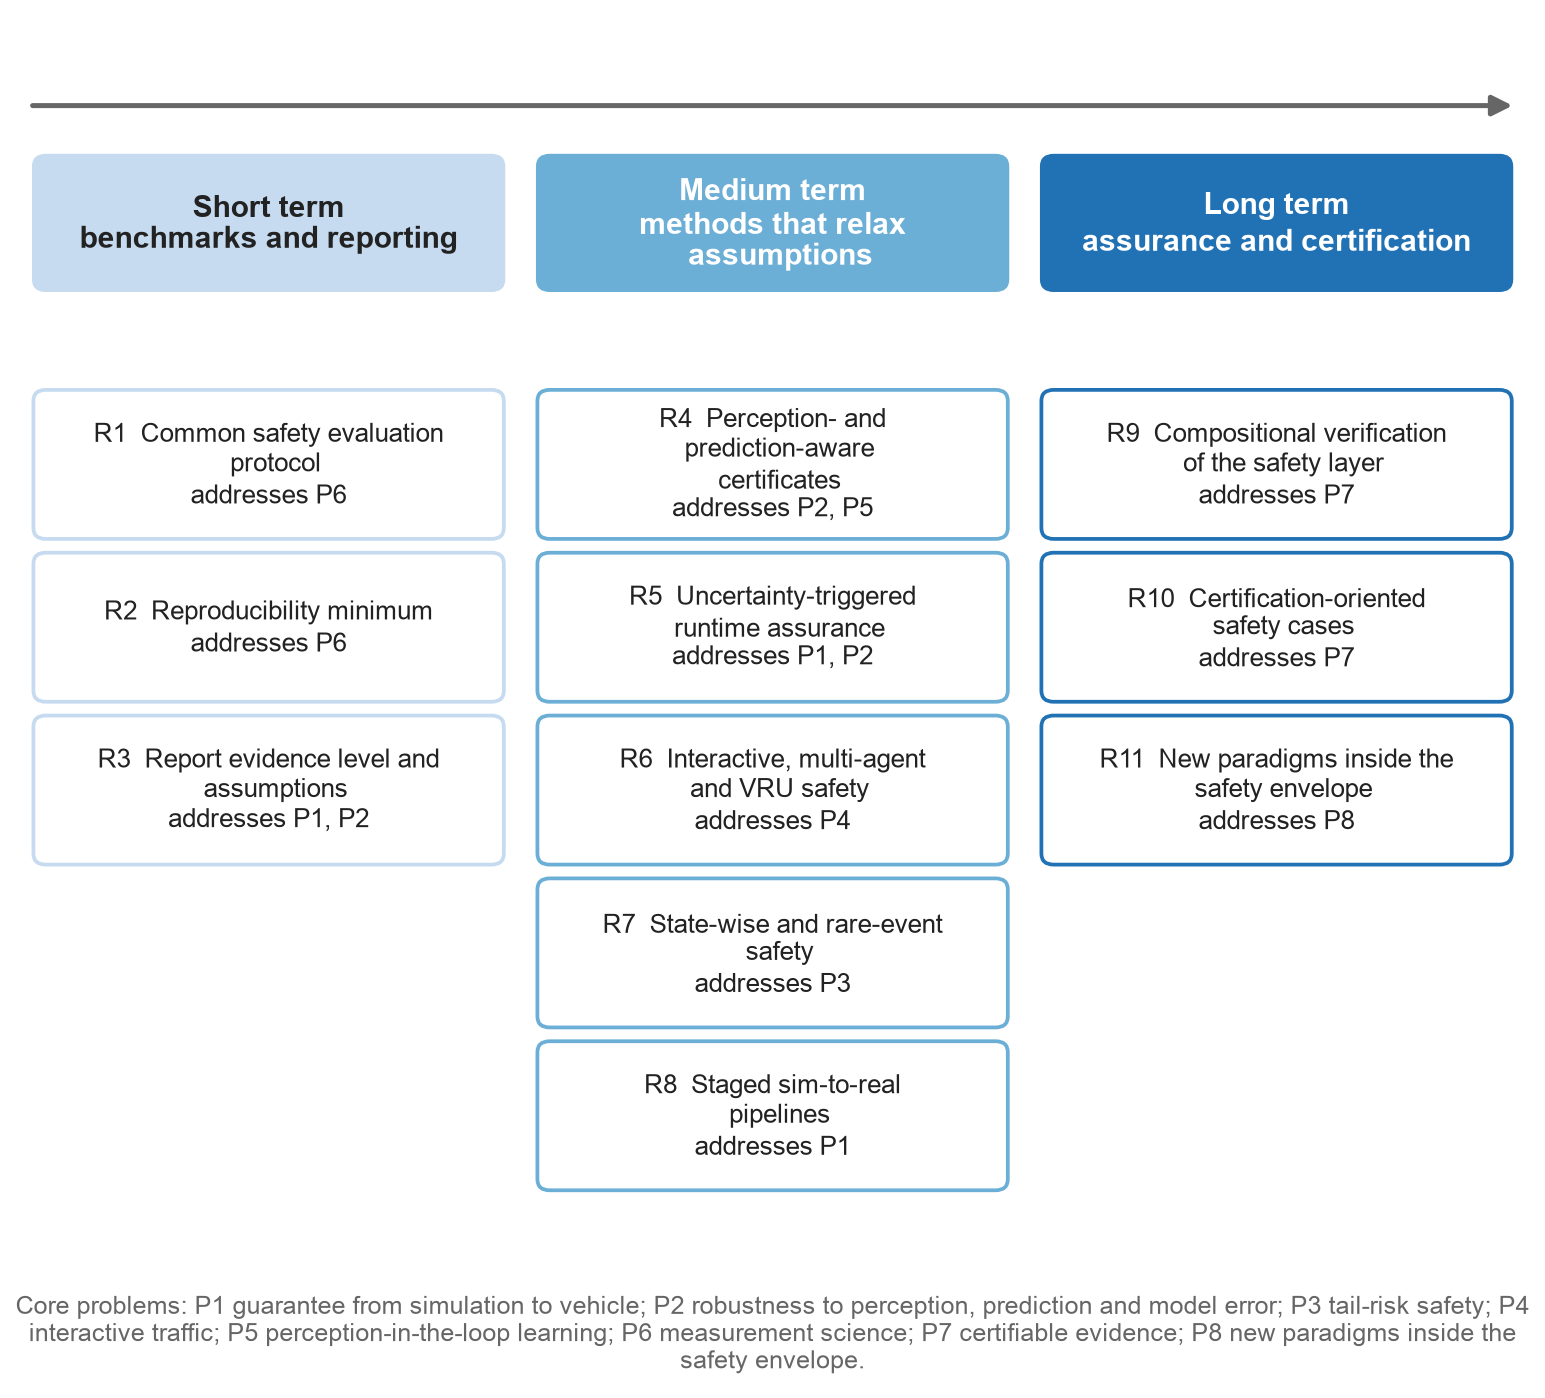 Short term
benchmarks and reporting
Medium term
methods that relax
assumptions
Long term
assurance and certification
R1 Common safety evaluation
protocol
addresses P6
R2 Reproducibility minimum
addresses P6
R3 Report evidence level and
assumptions
addresses P1, P2
R4 Perception- and
prediction-aware
certificates
addresses P2, P5
R5 Uncertainty-triggered
runtime assurance
addresses P1, P2
R6 Interactive, multi-agent
and VRU safety
addresses P4
R7 State-wise and rare-event
safety
addresses P3
R8 Staged sim-to-real
pipelines
addresses P1
R9 Compositional verification
of the safety layer
addresses P7
R10 Certification-oriented
safety cases
addresses P7
R11 New paradigms inside the
safety envelope
addresses P8
Core problems: P1 guarantee from simulation to vehicle; P2 robustness to perception, prediction and model error; P3 tail-risk safety; P4
interactive traffic; P5 perception-in-the-loop learning; P6 measurement science; P7 certifiable evidence; P8 new paradigms inside the
safety envelope.